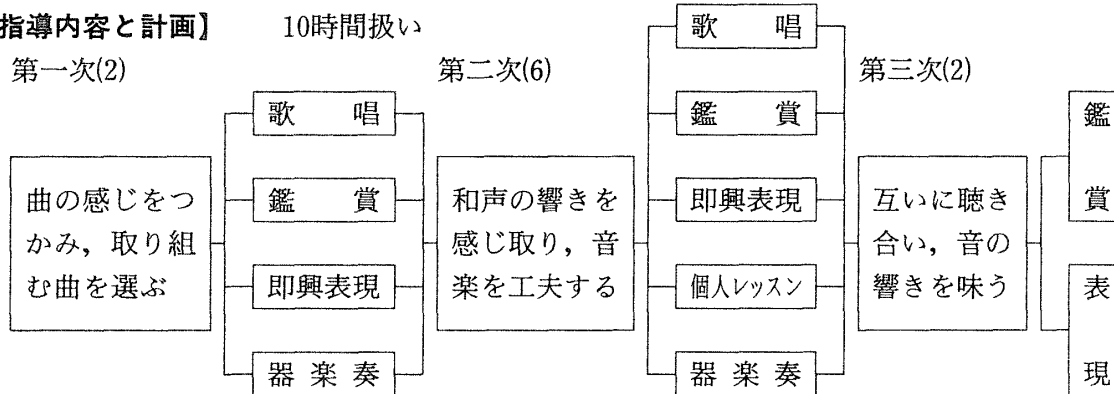 指導内容と計画】 10時間扱い
第一次(2)
曲の感じをつ
かみ，取り組
む曲を選ぶ
歌唱
鑑賞
即興表現
器楽奏
第二次(6)
和声の響きを
感じ取り，音
楽を工夫する
歌唱
鑑賞
即興表現
個人レッスン
器楽奏
第三次(2)
互いに聴き
合い，音の
響きを味う
鑑賞
表現